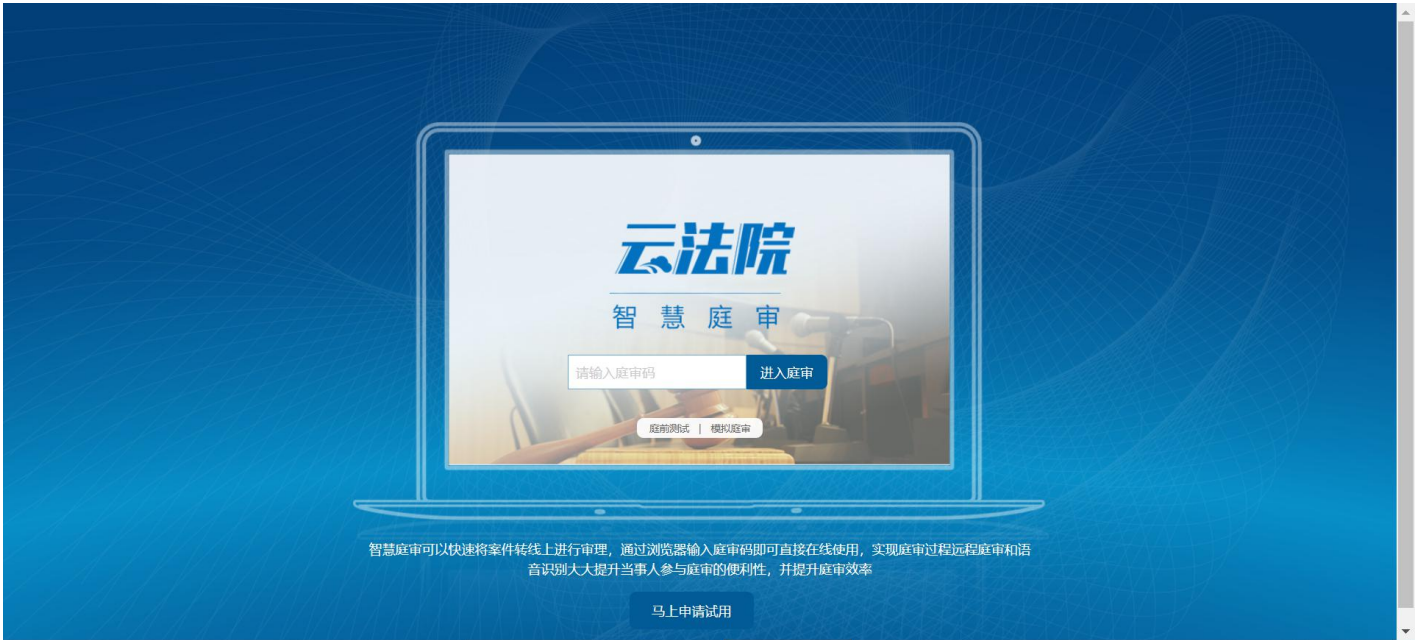 云法院
智慧庭审
请输入庭审码 进入庭审
庭前测试 | 模拟庭审
智慧庭审可以快速将案件转线上进行审理，通过浏览器输入庭审码即可直接在线使用，实现庭审过程远程庭审和语
音识别大大提升当事人参与庭审的便利性，并提升庭审效率
马上申请试用